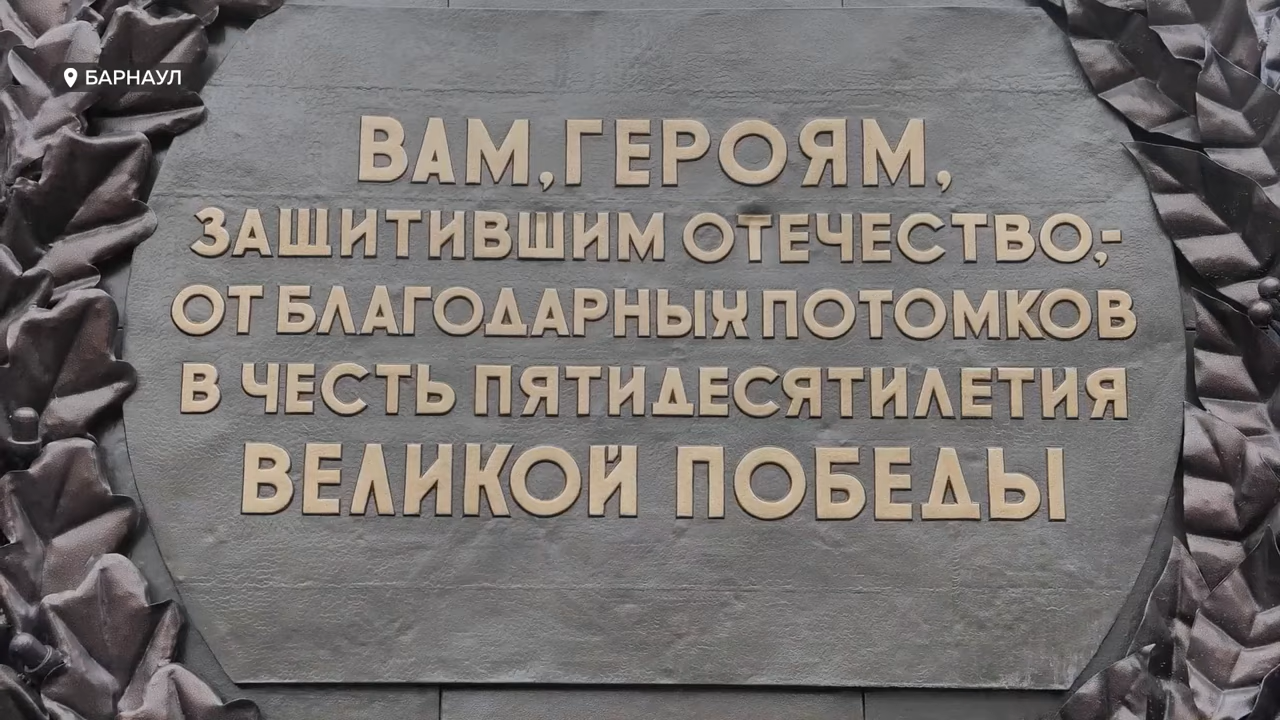 БАРНАУЛ
ВАМ, ГЕРОЯМ,
ЗАЩИТИВШИМ ОТЕЧЕСТВО,-
ОТ БЛАГОДАРНЫХ ПОТОМКОВ
В ЧЕСТЬ ПЯТИДЕСЯТИЛЕТИЯ
ВЕЛИКОЙ ПОБЕДЫ